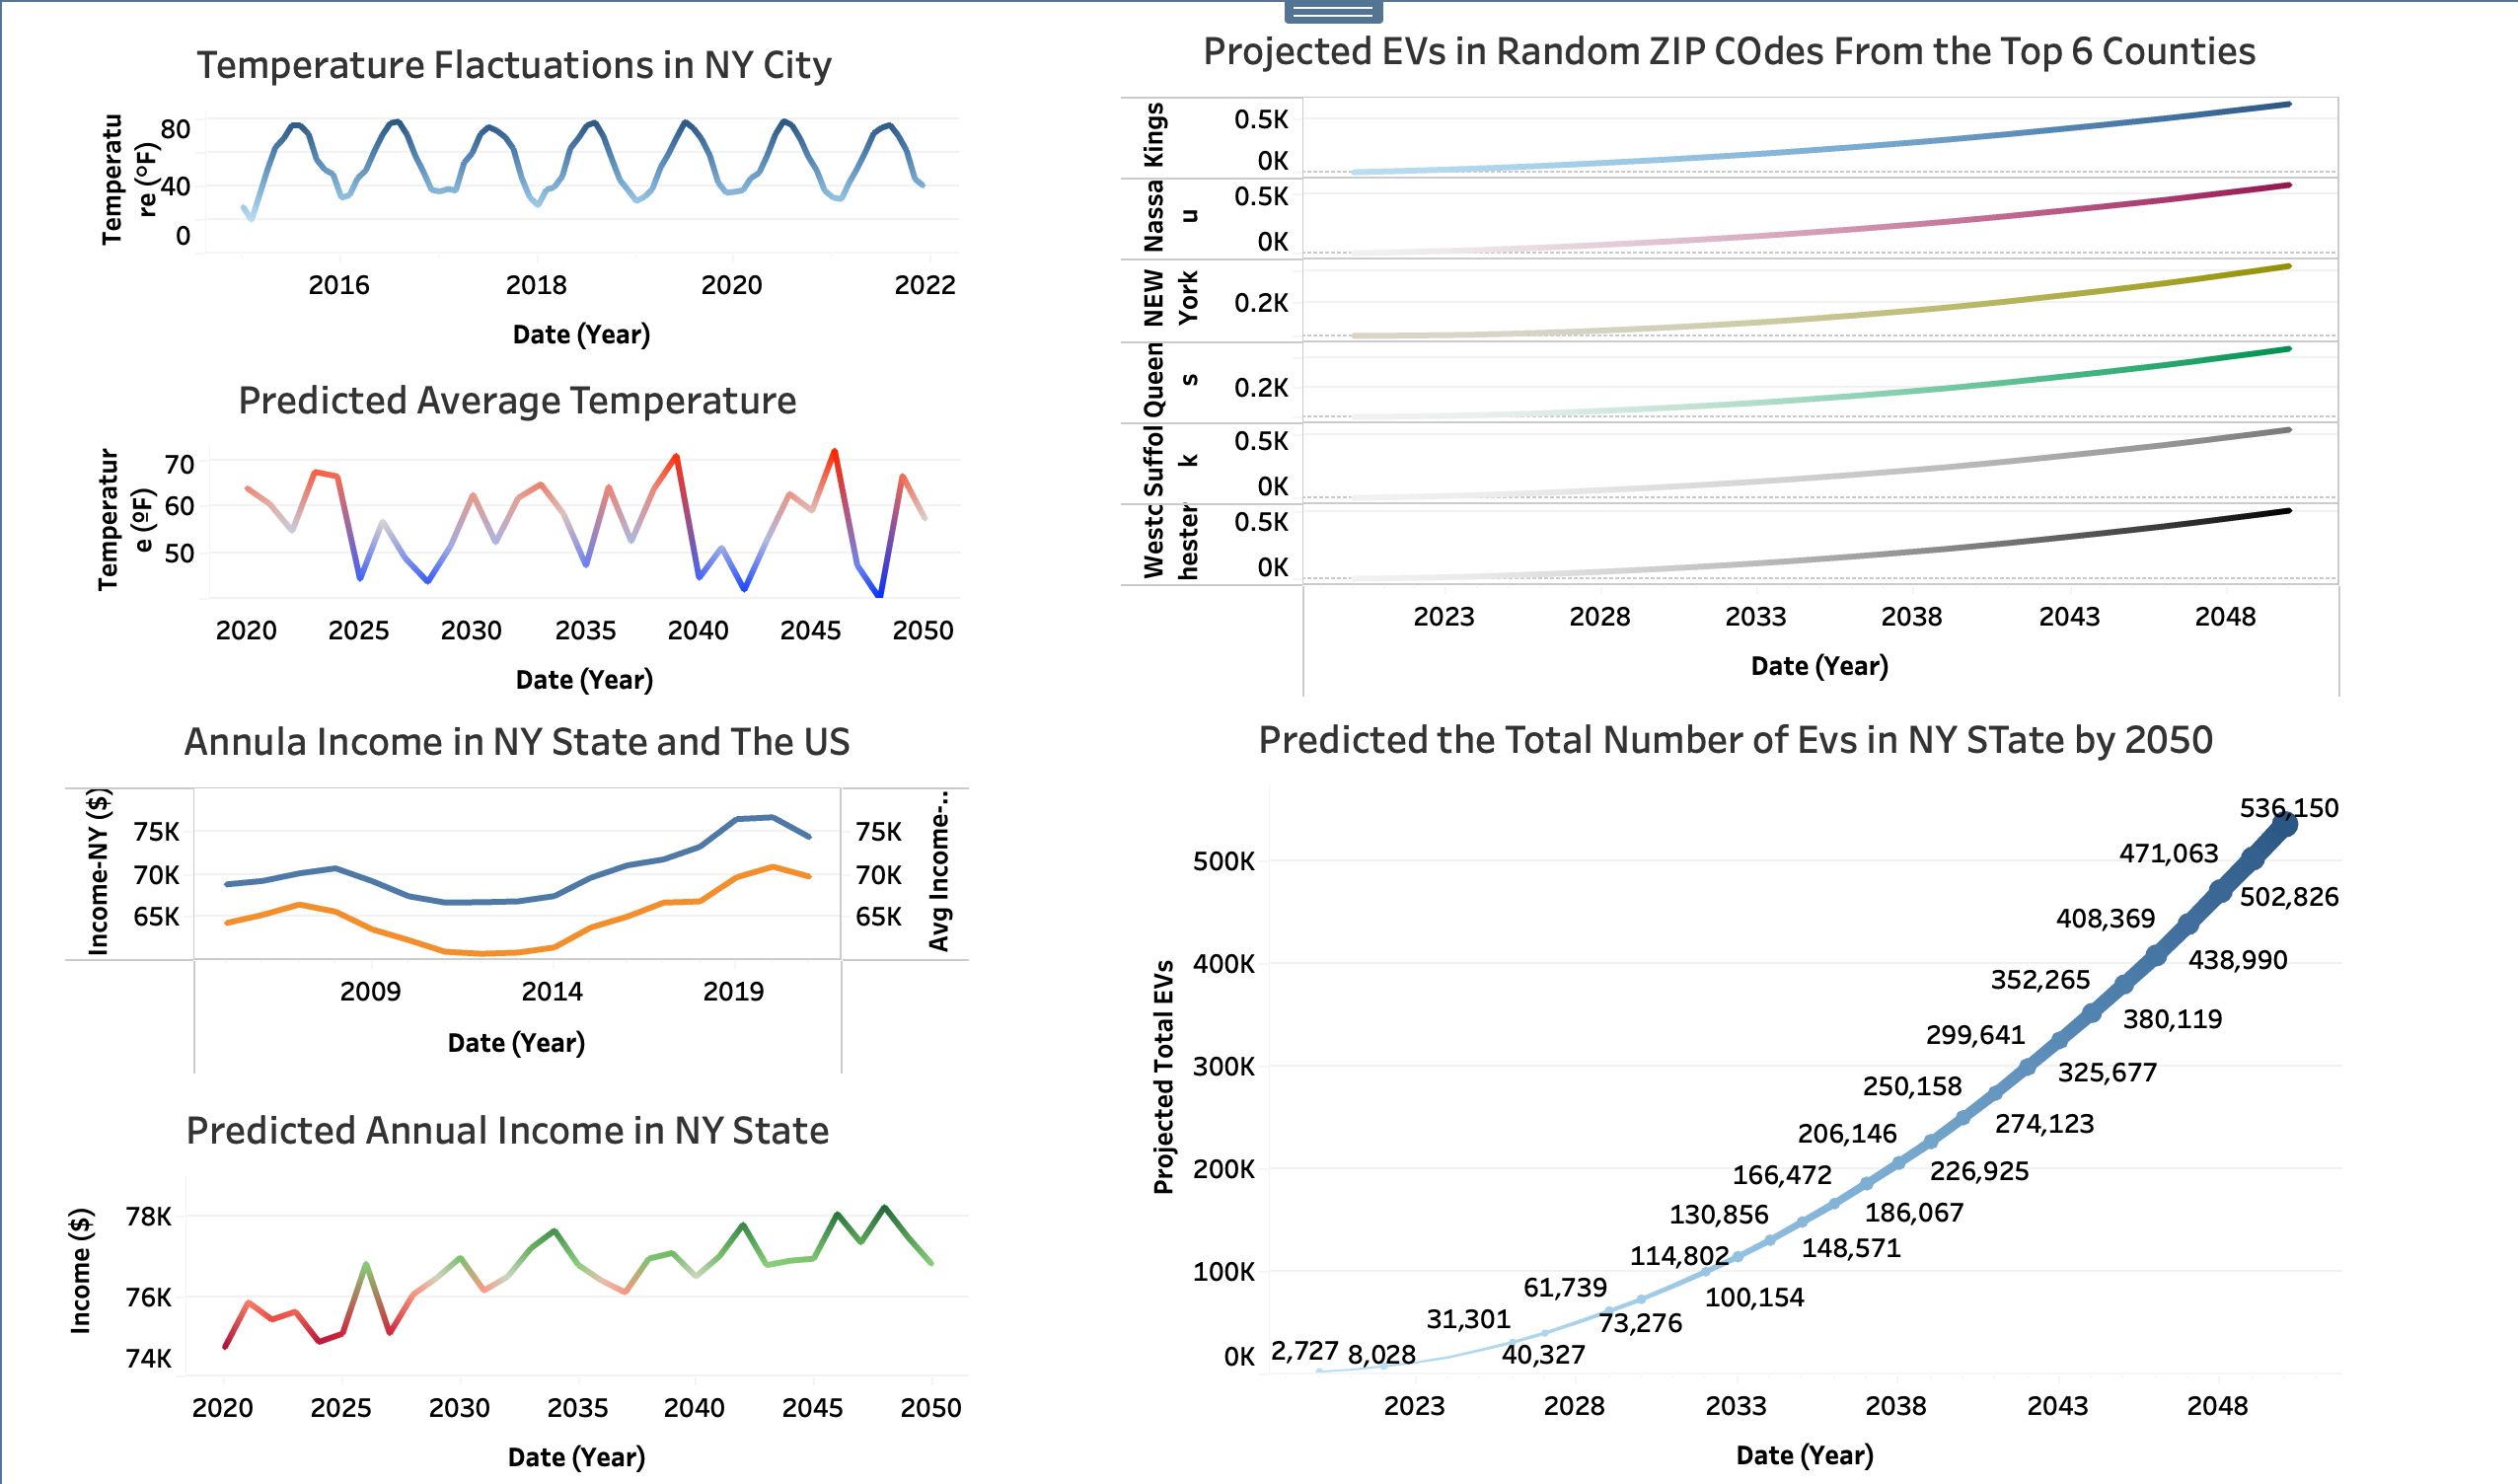 Temperature Flactuations in NY City
Temperatu
re (°F)
80
40
0
2016 2018 2020 2022
Date (Year)
Predicted Average Temperature
Temperatur
e (ºF)
70
60
50
2020 2025 2030 2035 2040 2045 2050
Date (Year)
Annula Income in NY State and The US
Income-NY ($)
75K
70K
65K
75K
70K
65K
Avg Income-..
2009 2014 2019
Date (Year)
Predicted Annual Income in NY State
Income ($)
78K
76K
74K
2020 2025 2030 2035 2040 2045 2050
Date (Year)
Projected EVs in Random ZIP COdes From the Top 6 Counties
Kings
0.5K
0K
Nassa
u
0.5K
0K
NEW
York
0.2K
Queen
s
0.2K
Suffol
k
0.5K
0K
Westc
hester
0.5K
0K
2023 2028 2033 2038 2043 2048
Date (Year)
Predicted the Total Number of Evs in NY STate by 2050
Projected Total EVs
500K
400K
300K
200K
100K
0K
536,150
471,063
502,826
408,369
438,990
352,265
380,119
299,641
325,677
250,158
274,123
206,146
226,925
166,472
186,067
130,856
148,571
114,802
100,154
61,739
73,276
31,301
40,327
2,727 8,028
2023 2028 2033 2038 2043 2048
Date (Year)